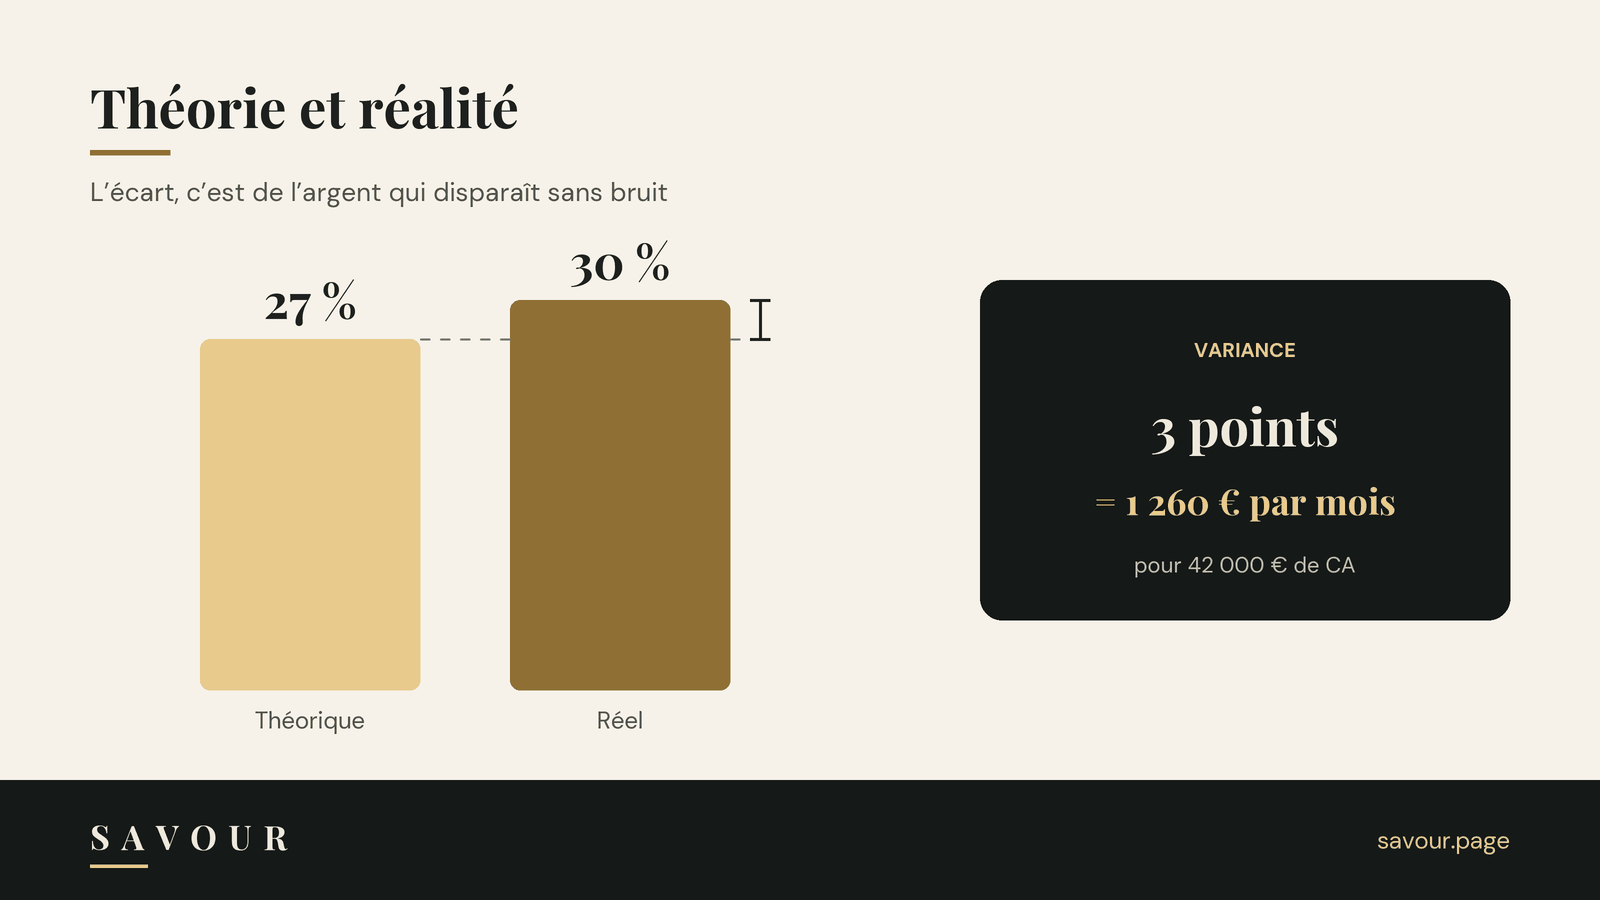 Théorie et réalité
L’écart, c’est de l’argent qui disparaît sans bruit
27 %
30 %
Théorique
Réel
VARIANCE
3 points
= 1 260 € par mois
pour 42 000 € de CA
SAVOUR
savour.page